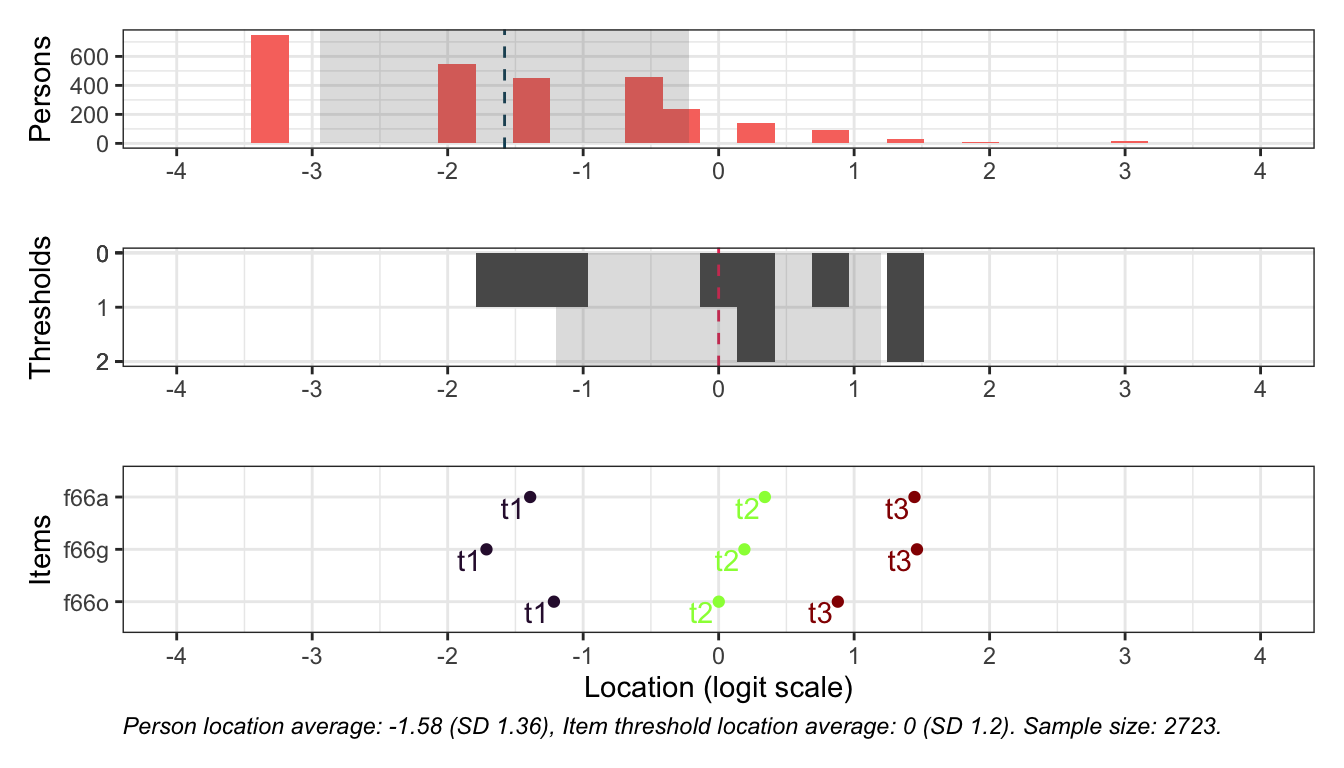 Persons
600
400
200
0
-4 -3 -2 -1 0 1 2 3 4
Thresholds
0
1
2
-4 -3 -2 -1 0 1 2 3 4
Items
f66a t1 t2 t3
f66g t1 t2 t3
f66o t1 t2 t3
-4 -3 -2 -1 0 1 2 3 4
Location (logit scale)
Person location average: -1.58 (SD 1.36), Item threshold location average: 0 (SD 1.2). Sample size: 2723.